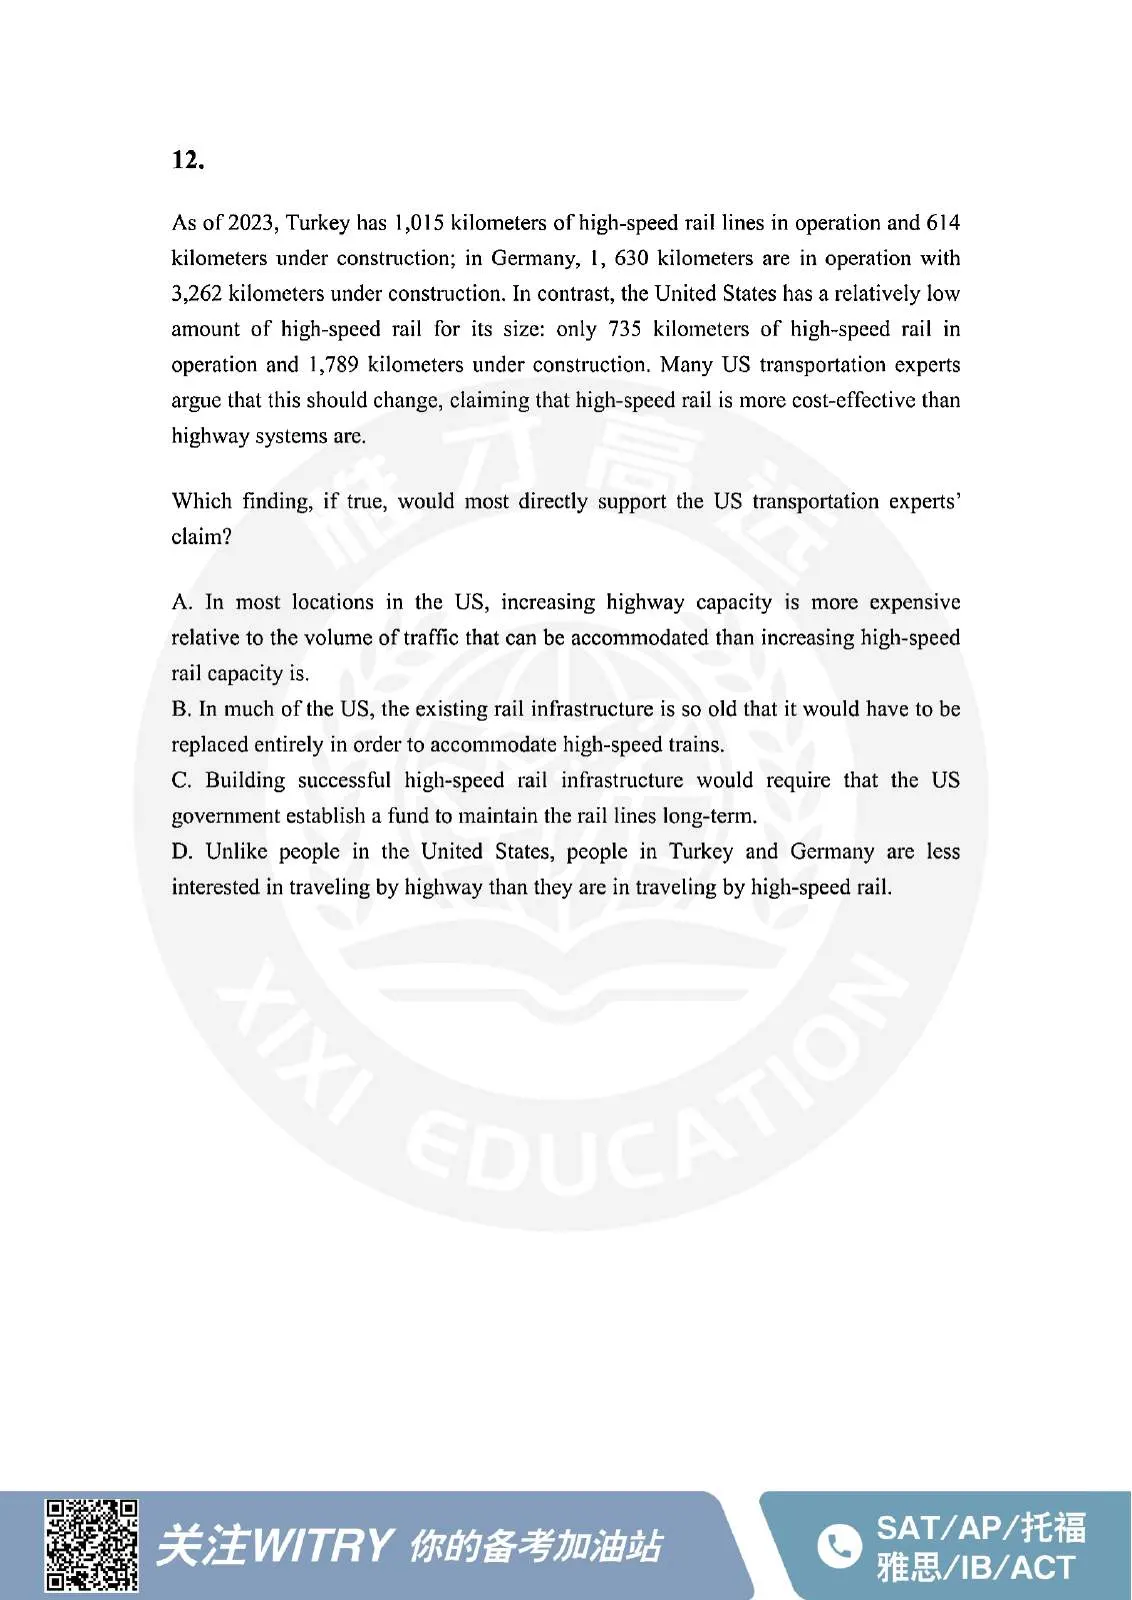 12.
As of 2023, Turkey has 1,015 kilometers of high-speed rail lines in operation and 614
kilometers under construction; in Germany, 1, 630 kilometers are in operation with
3,262 kilometers under construction. In contrast, the United States has a relatively low
amount of high-speed rail for its size: only 735 kilometers of high-speed rail in
operation and 1,789 kilometers under construction. Many US transportation experts
argue that this should change, claiming that high-speed rail is more cost-effective than
highway systems are.
Which finding, if true, would most directly support the US transportation experts’
claim?
A. In most locations in the US, increasing highway capacity is more expensive
relative to the volume of traffic that can be accommodated than increasing high-speed
rail capacity is.
B. In much of the US, the existing rail infrastructure is so old that it would have to be
replaced entirely in order to accommodate high-speed trains.
C. Building successful high-speed rail infrastructure would require that the US
government establish a fund to maintain the rail lines long-term.
D. Unlike people in the United States, people in Turkey and Germany are less
interested in traveling by highway than they are in traveling by high-speed rail.
XIXI EDUCATION
关注WITRY 你的备考加油站
SAT/AP/托福
雅思/IB/ACT